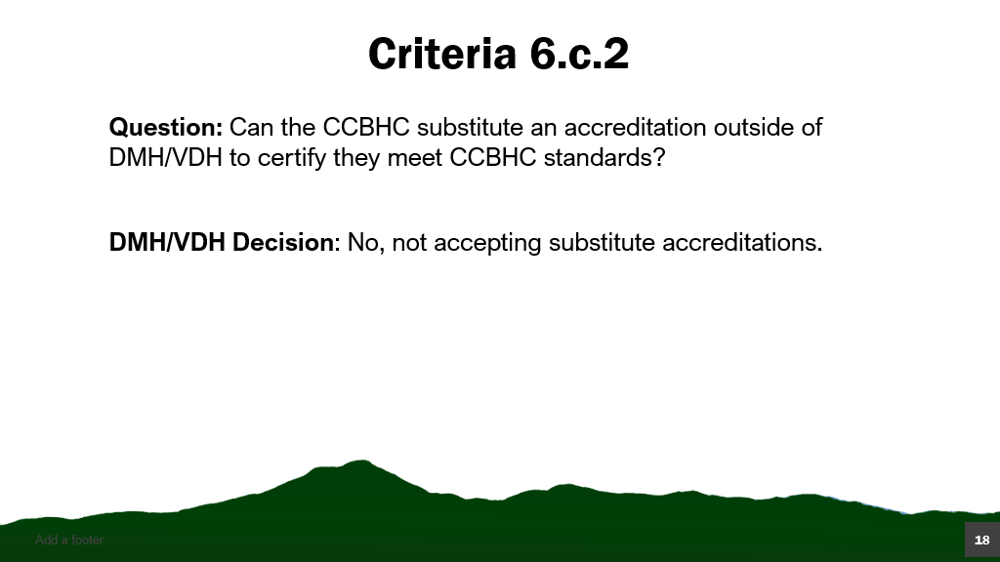 Criteria 6.c.2
Question: Can the CCBHC substitute an accreditation outside of
DMH/VDH to certify they meet CCBHC standards?
DMH/VDH Decision: No, not accepting substitute accreditations.
Add a footer
18